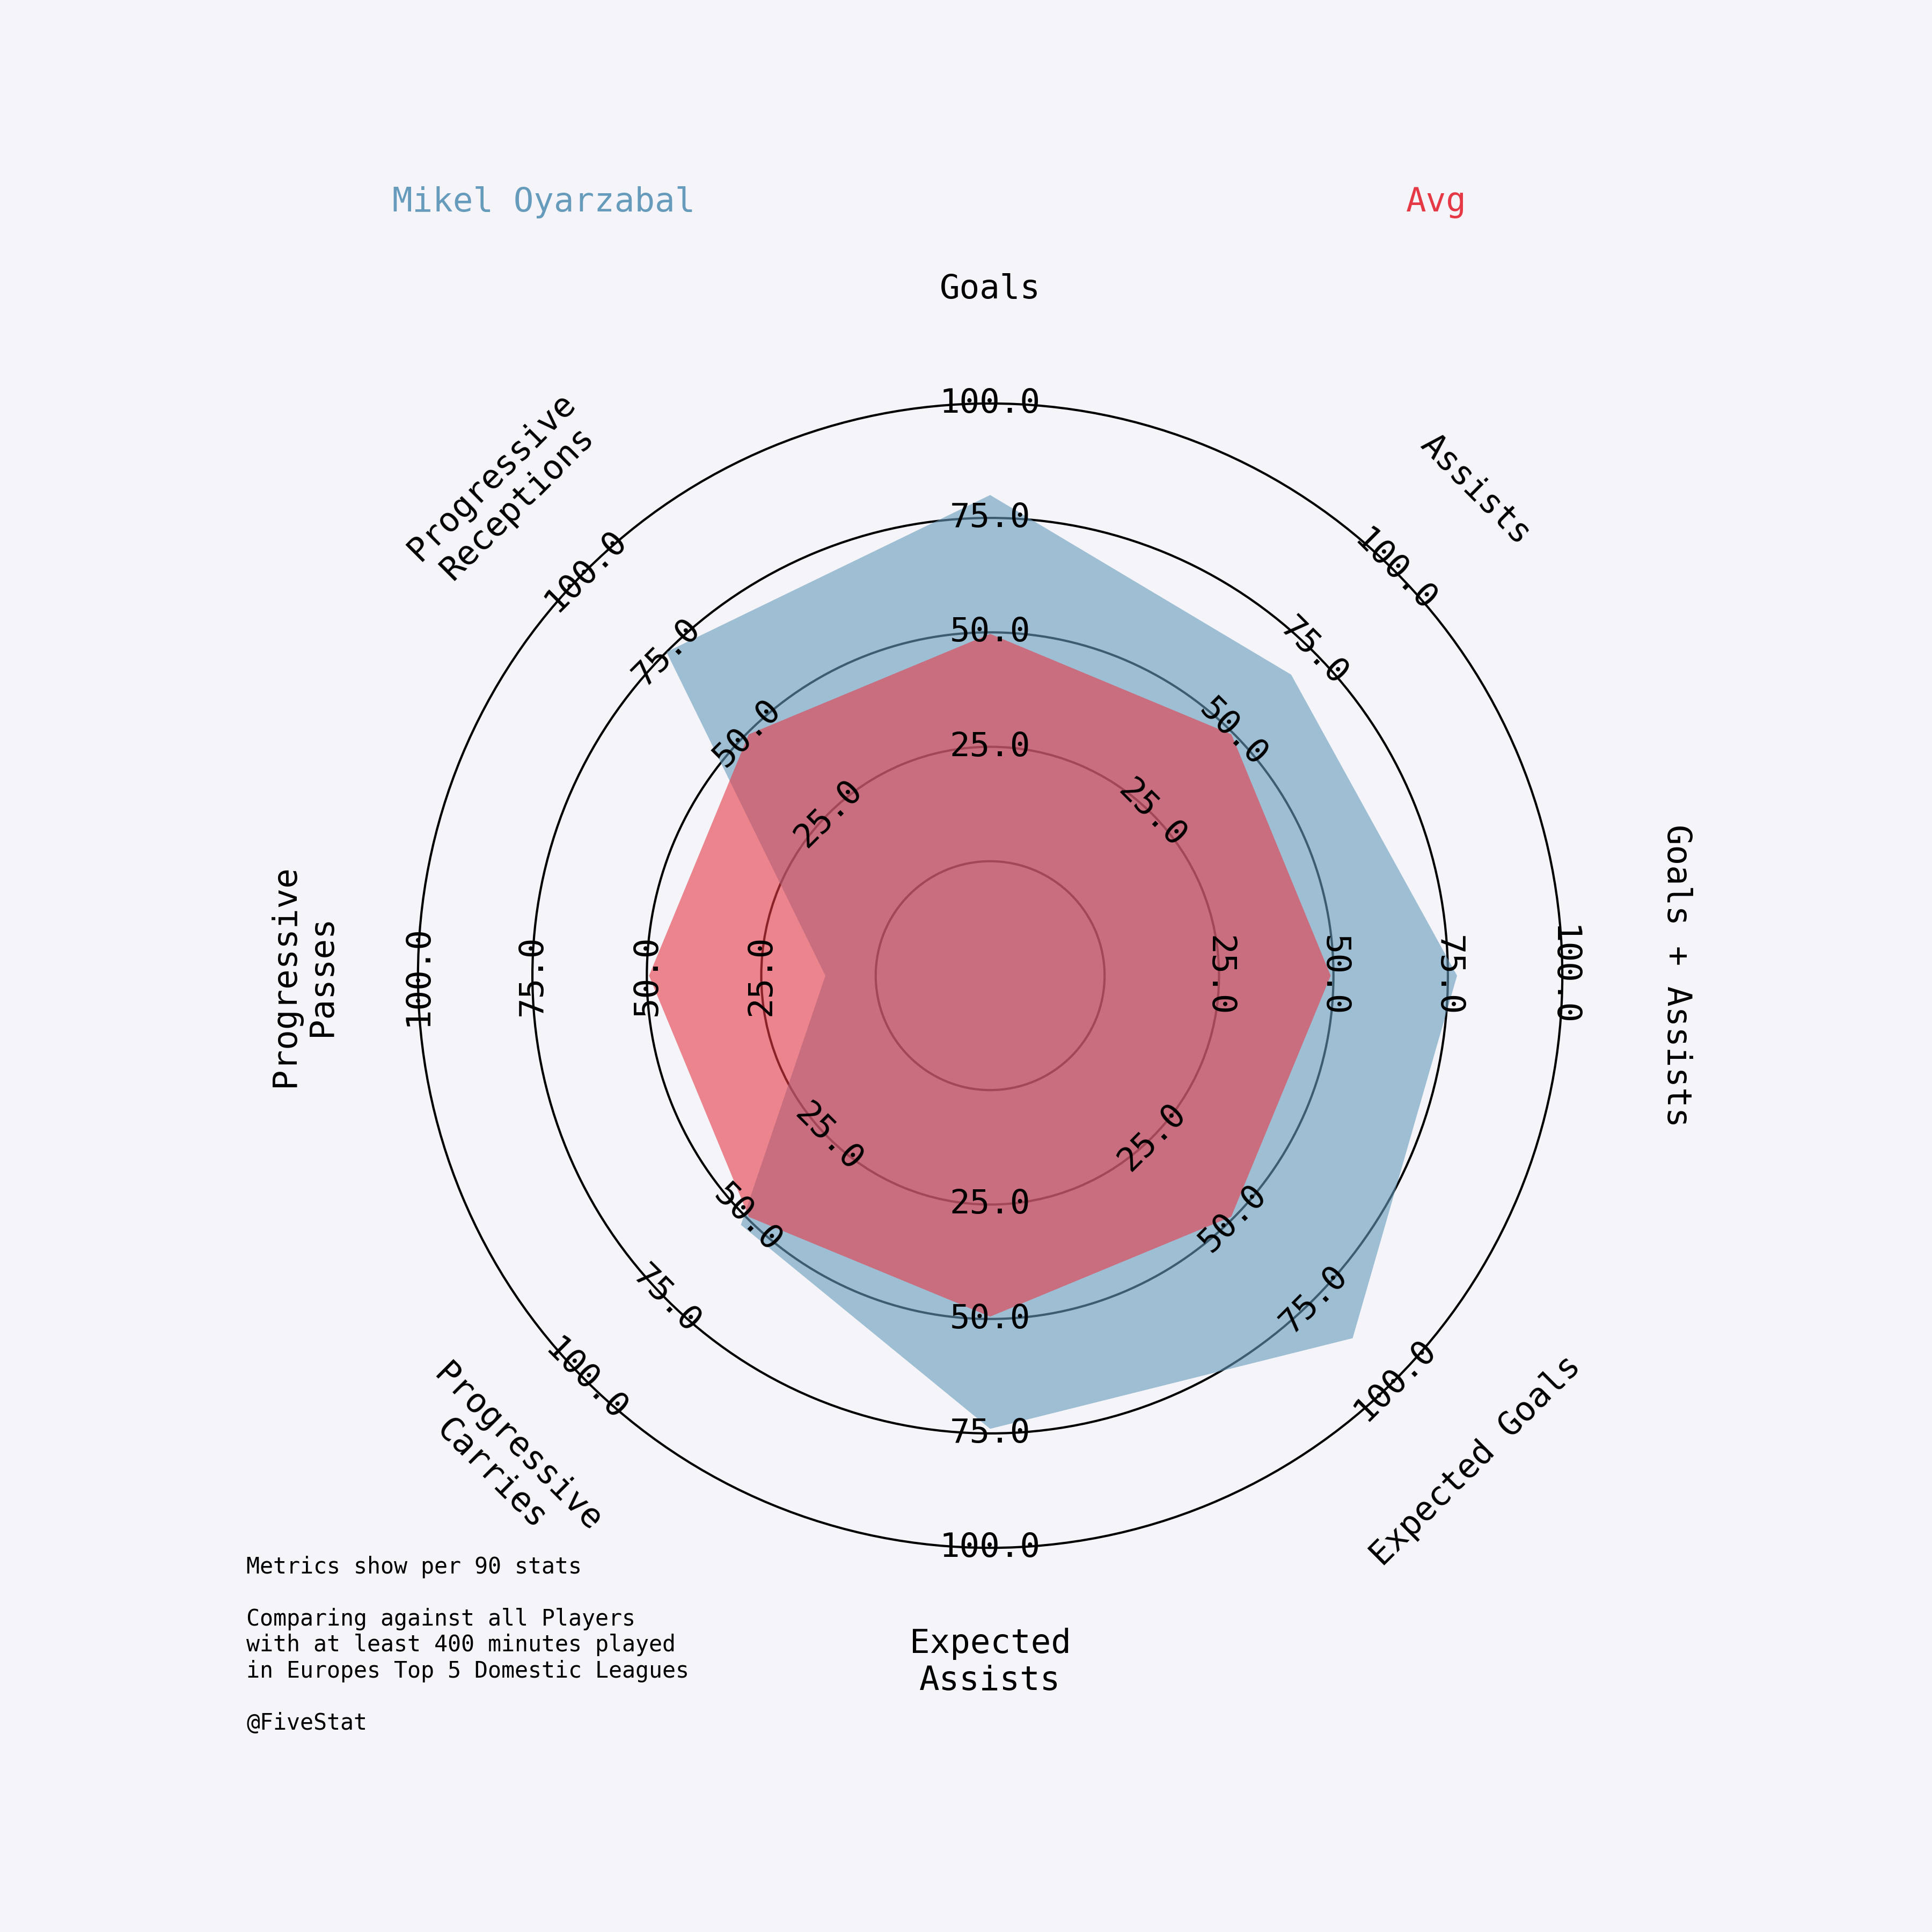 Mikel Oyarzabal
Avg
Goals
Assists
Goals + Assists
Expected Goals
Expected
Assists
Progressive
Carries
Progressive
Passes
Progressive
Receptions
25.0
50.0
75.0
100.0
25.0
50.0
75.0
100.0
25.0
50.0
75.0
100.0
25.0
50.0
75.0
100.0
25.0
50.0
75.0
100.0
25.0
50.0
75.0
100.0
25.0
50.0
75.0
100.0
25.0
50.0
75.0
100.0
Metrics show per 90 stats
Comparing against all Players
with at least 400 minutes played
in Europes Top 5 Domestic Leagues
@FiveStat